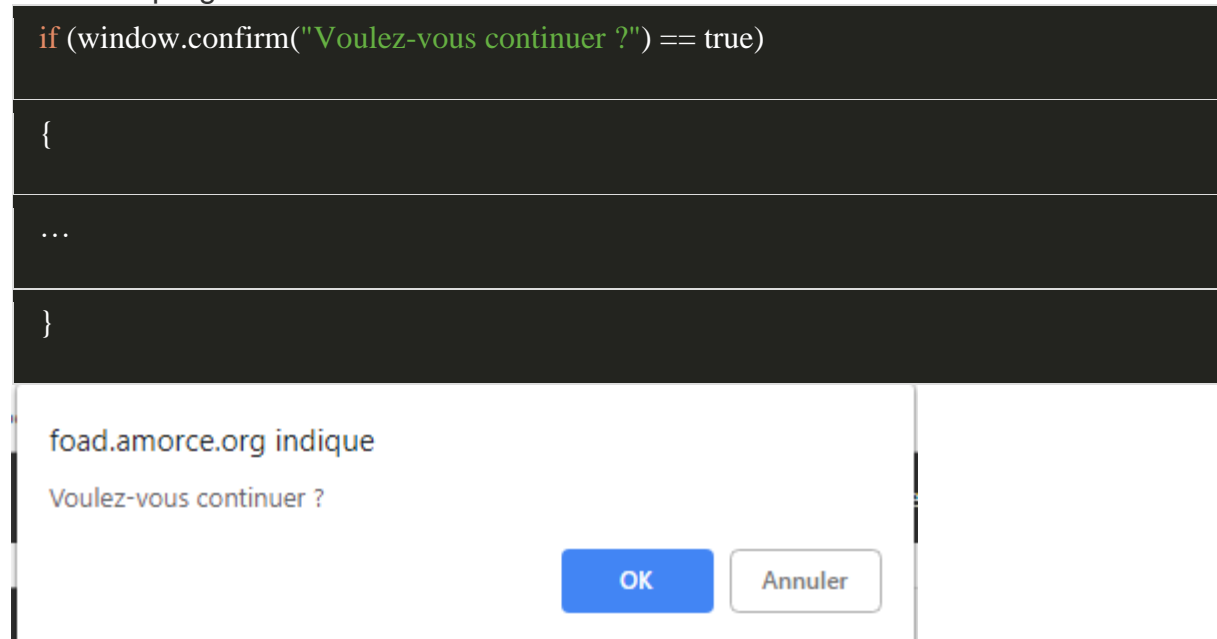 if (window.confirm("Voulez-vous continuer ?") == true)
{
…
}
foad.amorce.org indique
Voulez-vous continuer ?
OK Annuler